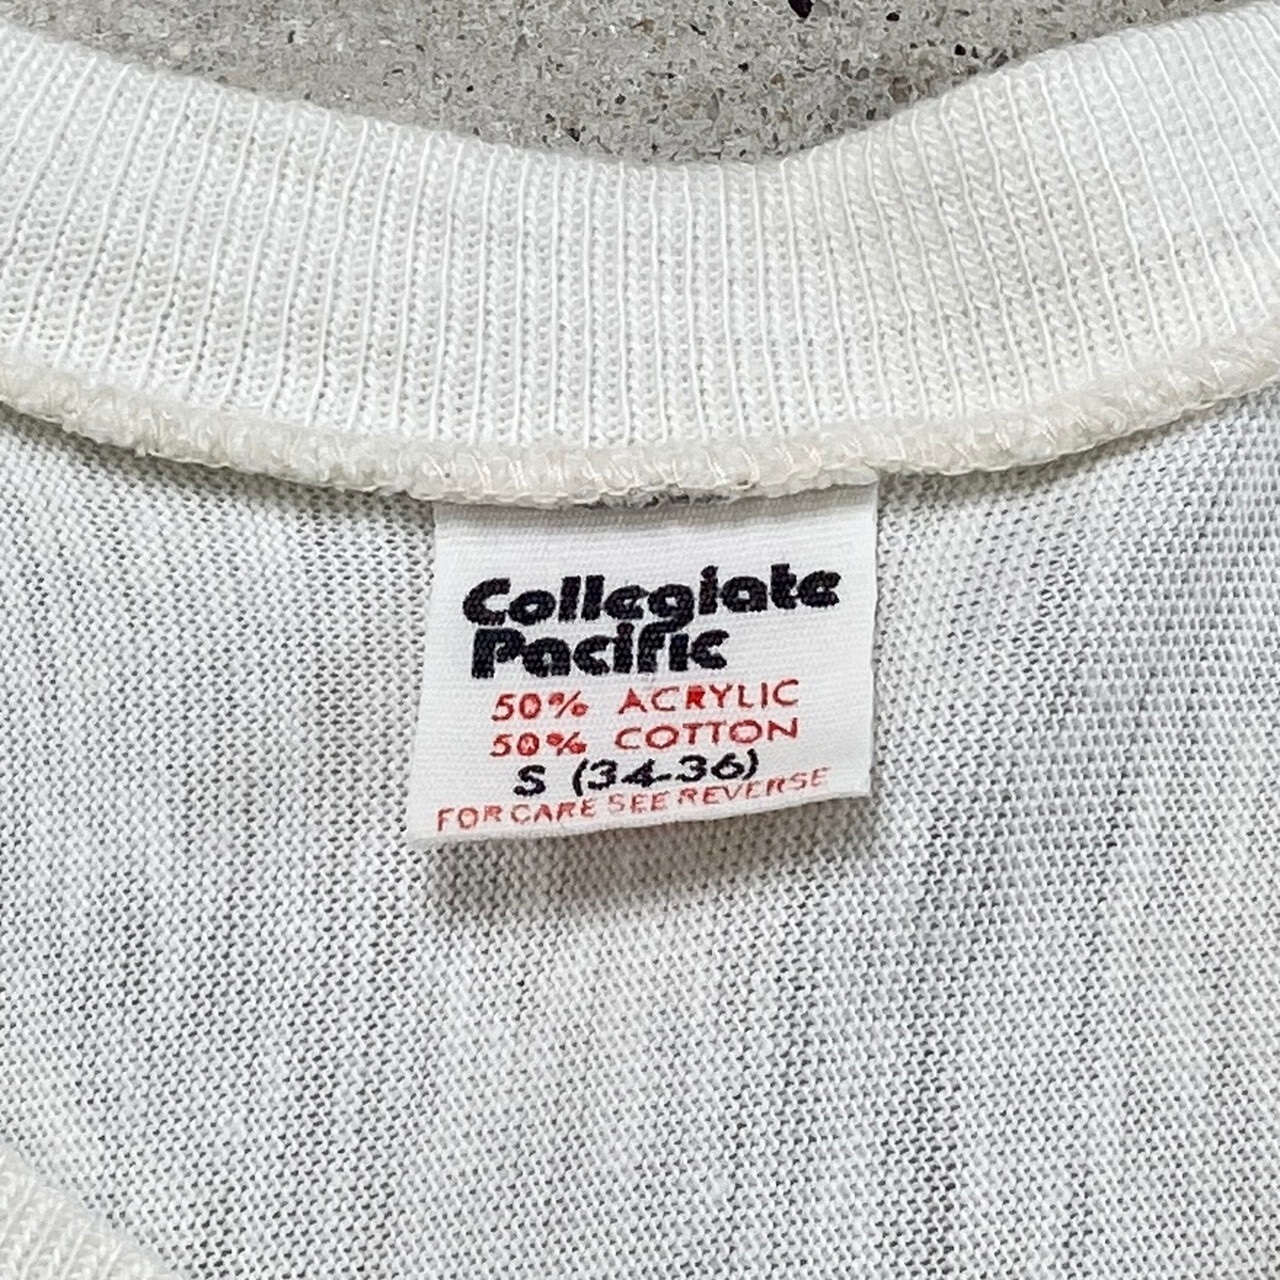 Collegiate
Pacific
50% ACRYLIC
50% COTTON
S (34-36)
FOR CARE SEE REVERSE